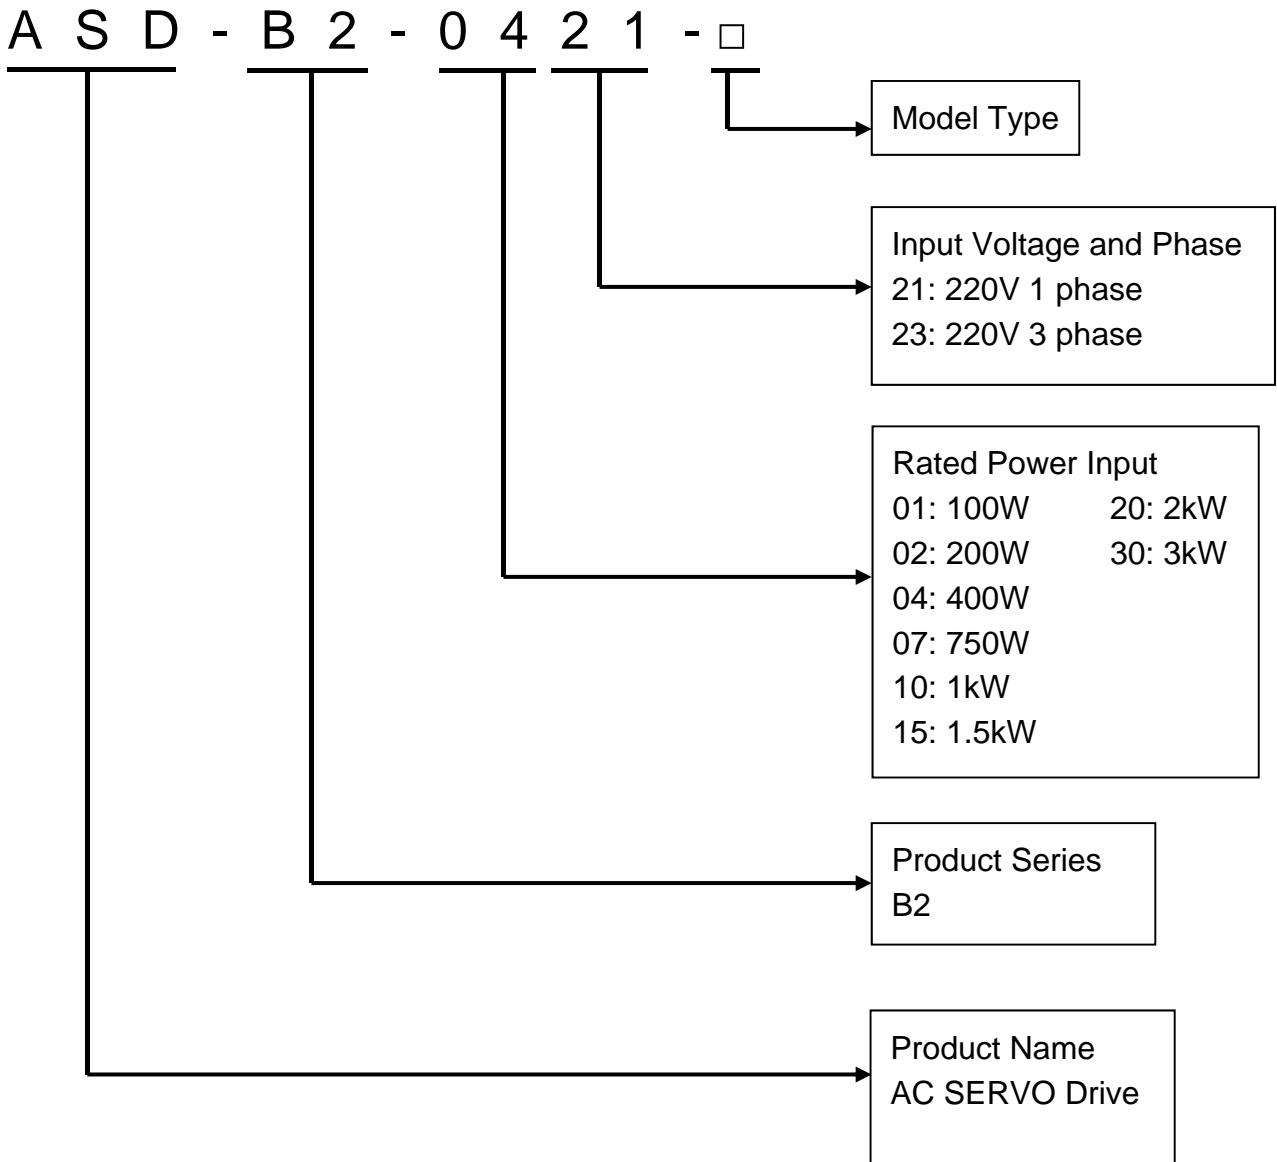 A S D - B 2 - 0 4 2 1 - □
Model Type
Input Voltage and Phase
21: 220V 1 phase
23: 220V 3 phase
Rated Power Input
01: 100W 20: 2kW
02: 200W 30: 3kW
04: 400W
07: 750W
10: 1kW
15: 1.5kW
Product Series
B2
Product Name
AC SERVO Drive